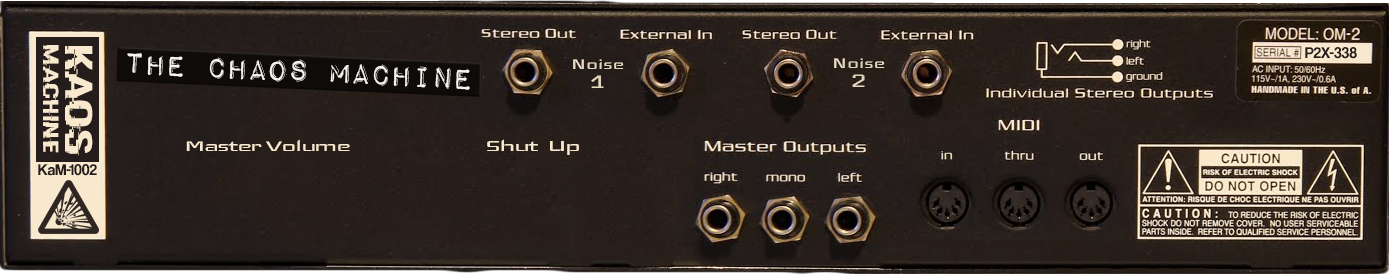 KAOS
MACHINE
KaM-1002
THE CHAOS MACHINE
Stereo Out
External In
Noise
1
Stereo Out
External In
Noise
2
right
left
ground
Individual Stereo Outputs
MODEL: OM-2
SERIAL # P2X-338
AC INPUT: 50/60Hz
115V~/1A, 230V~/0.6A
HANDMADE IN THE U.S. of A.
Master Volume
Shut Up
Master Outputs
right
mono
left
MIDI
in
thru
out
CAUTION
RISK OF ELECTRIC SHOCK
DO NOT OPEN
ATTENTION: RISQUE DE CHOC ELECTRIQUE NE PAS OUVRIR
CAUTION: TO REDUCE THE RISK OF ELECTRIC
SHOCK DO NOT REMOVE COVER. NO USER SERVICEABLE
PARTS INSIDE. REFER TO QUALIFIED SERVICE PERSONNEL.